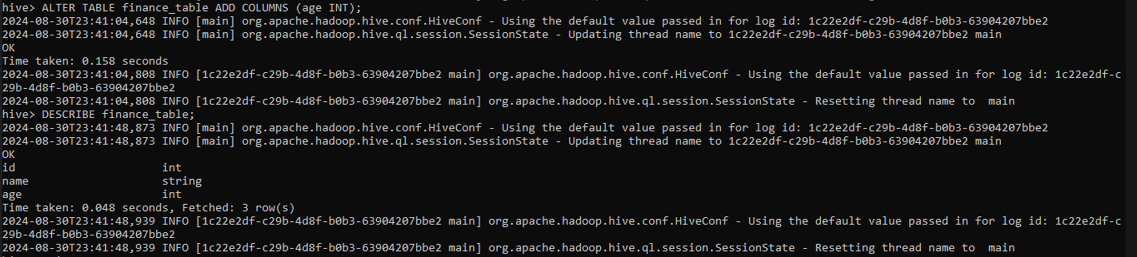 hive> ALTER TABLE finance_table ADD COLUMNS (age INT);
2024-08-30T23:41:04,648 INFO [main] org.apache.hadoop.hive.conf.HiveConf - Using the default value passed in for log id: 1c22e2df-c29b-4d8f-b0b3-63904207bbe2
2024-08-30T23:41:04,648 INFO [main] org.apache.hadoop.hive.ql.session.SessionState - Updating thread name to 1c22e2df-c29b-4d8f-b0b3-63904207bbe2 main
OK
Time taken: 0.158 seconds
2024-08-30T23:41:04,808 INFO [1c22e2df-c29b-4d8f-b0b3-63904207bbe2 main] org.apache.hadoop.hive.conf.HiveConf - Using the default value passed in for log id: 1c22e2df-c
29b-4d8f-b0b3-63904207bbe2
2024-08-30T23:41:04,808 INFO [1c22e2df-c29b-4d8f-b0b3-63904207bbe2 main] org.apache.hadoop.hive.ql.session.SessionState - Resetting thread name to  main
hive> DESCRIBE finance_table;
2024-08-30T23:41:48,873 INFO [main] org.apache.hadoop.hive.conf.HiveConf - Using the default value passed in for log id: 1c22e2df-c29b-4d8f-b0b3-63904207bbe2
2024-08-30T23:41:48,873 INFO [main] org.apache.hadoop.hive.ql.session.SessionState - Updating thread name to 1c22e2df-c29b-4d8f-b0b3-63904207bbe2 main
OK
id                      int
name                    string
age                     int
Time taken: 0.048 seconds, Fetched: 3 row(s)
2024-08-30T23:41:48,939 INFO [1c22e2df-c29b-4d8f-b0b3-63904207bbe2 main] org.apache.hadoop.hive.conf.HiveConf - Using the default value passed in for log id: 1c22e2df-c
29b-4d8f-b0b3-63904207bbe2
2024-08-30T23:41:48,939 INFO [1c22e2df-c29b-4d8f-b0b3-63904207bbe2 main] org.apache.hadoop.hive.ql.session.SessionState - Resetting thread name to  main